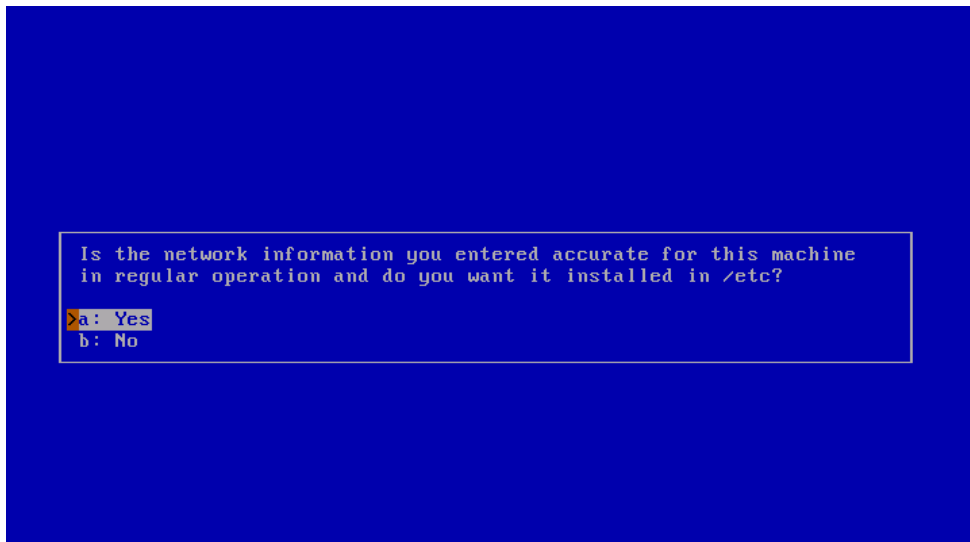 Is the network information you entered accurate for this machine
in regular operation and do you want it installed in /etc?
>a: Yes
b: No